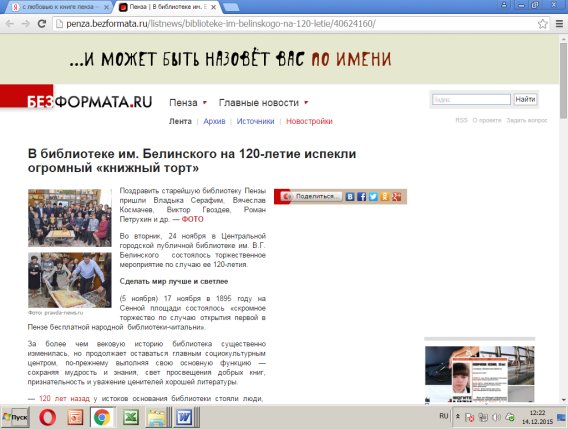 с любовью к книге пенза —
Пенза | В библиотеке им. Б
penza.bezformata.ru/listnews/biblioteke-im-belinskogo-na-120-letie/40624160/
...И МОЖЕТ БЫТЬ НАЗОВЁТ ВАС ПО ИМЕНИ
БЕЗФОРМАТА.RU
Пенза Главные новости
Найти
Лента | Архив | Источники | Новостройки
RSS О проекте Задать вопрос
В библиотеке им. Белинского на 120-летие испекли
огромный «книжный торт»
Поздравить старейшую библиотеку Пензы
пришли Владыка Серафим, Вячеслав
Космачев, Виктор Гвоздев, Роман
Петрухин и др. — ФОТО
Поделиться...
Во вторник, 24 ноября в Центральной
городской публичной библиотеке им. В.Г.
Белинского состоялось торжественное
мероприятие по случаю ее 120-летия.
Сделать мир лучше и светлее
(5 ноября) 17 ноября в 1895 году на
Сенной площади состоялось «скромное
торжество по случаю открытия первой в
Фото: pravda-news.ru
Пензе бесплатной народной библиотеки-читальни».
За более чем вековую историю библиотека существенно
изменилась, но продолжает оставаться главным социокультурным
центром, по-прежнему выполняя свою основную функцию —
сохраняя мудрость и знания, свет просвещения добрых книг,
признательность и уважение ценителей хорошей литературы.
— 120 лет назад у истоков основания библиотеки стояли люди,
Пуск
RU
12:22
14.12.2015